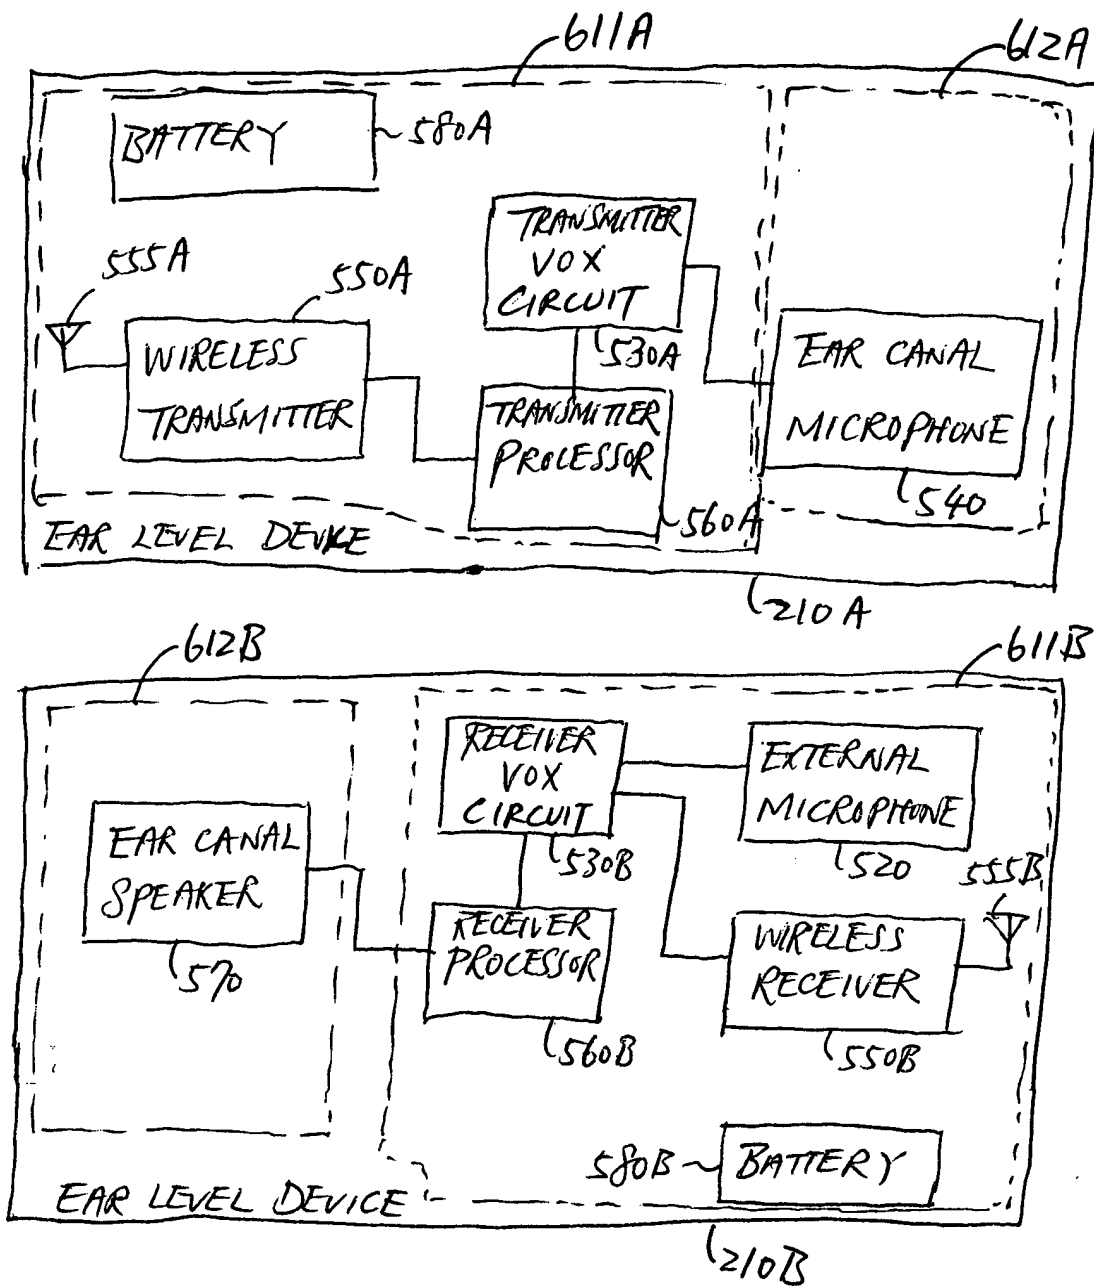 611A
612A
BATTERY
580A
TRANSMITTER
VOX
CIRCUIT
530A
555A
550A
WIRELESS
TRANSMITTER
TRANSMITTER
PROCESSOR
560A
EAR CANAL
MICROPHONE
540
EAR LEVEL DEVICE
210A
612B
611B
RECEIVER
VOX
CIRCUIT
530B
EXTERNAL
MICROPHONE
520
555B
EAR CANAL
SPEAKER
570
RECEIVER
PROCESSOR
560B
WIRELESS
RECEIVER
550B
580B
BATTERY
EAR LEVEL DEVICE
210B